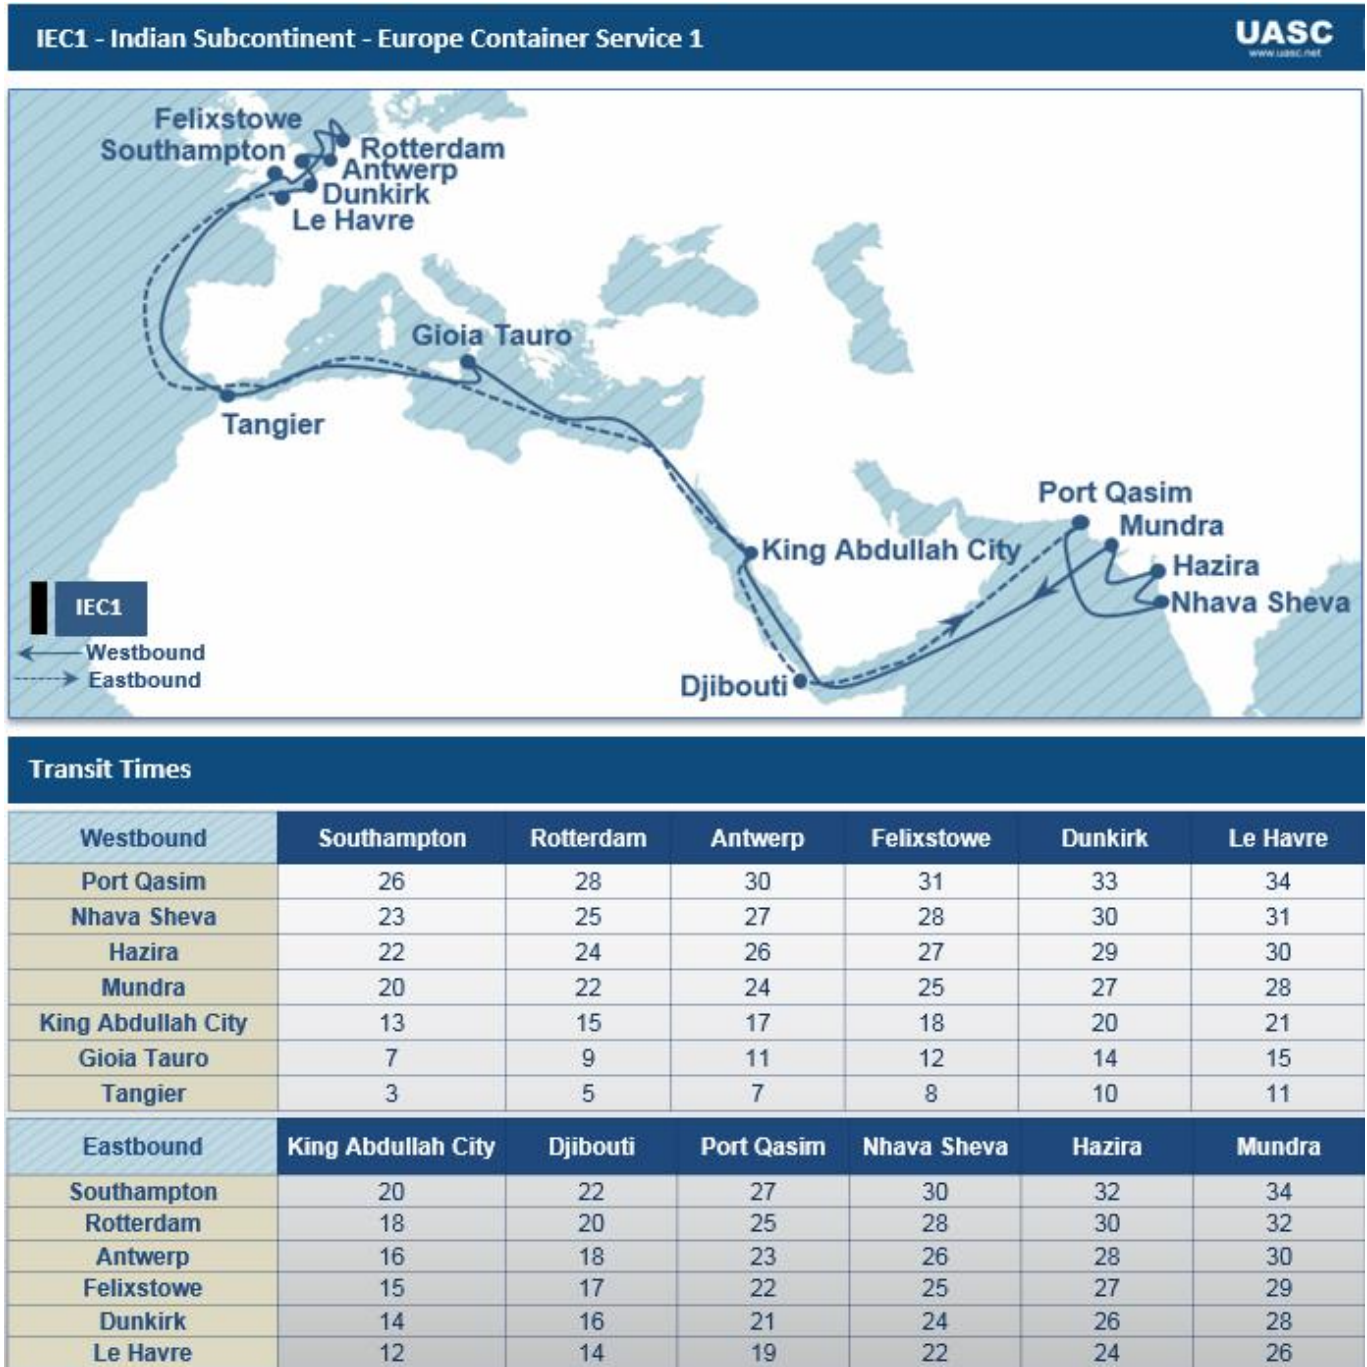 IEC1 - Indian Subcontinent - Europe Container Service 1
UASC
www.uasc.net
Felixstowe
Southampton
Rotterdam
Antwerp
Dunkirk
Le Havre
Gioia Tauro
Tangier
Port Qasim
Mundra
King Abdullah City
Hazira
Nhava Sheva
IEC1
Westbound
Eastbound
Djibouti
Transit Times
Westbound Southampton Rotterdam Antwerp Felixstowe Dunkirk Le Havre
Port Qasim 26 28 30 31 33 34
Nhava Sheva 23 25 27 28 30 31
Hazira 22 24 26 27 29 30
Mundra 20 22 24 25 27 28
King Abdullah City 13 15 17 18 20 21
Gioia Tauro 7 9 11 12 14 15
Tangier 3 5 7 8 10 11
Eastbound King Abdullah City Djibouti Port Qasim Nhava Sheva Hazira Mundra
Southampton 20 22 27 30 32 34
Rotterdam 18 20 25 28 30 32
Antwerp 16 18 23 26 28 30
Felixstowe 15 17 22 25 27 29
Dunkirk 14 16 21 24 26 28
Le Havre 12 14 19 22 24 26